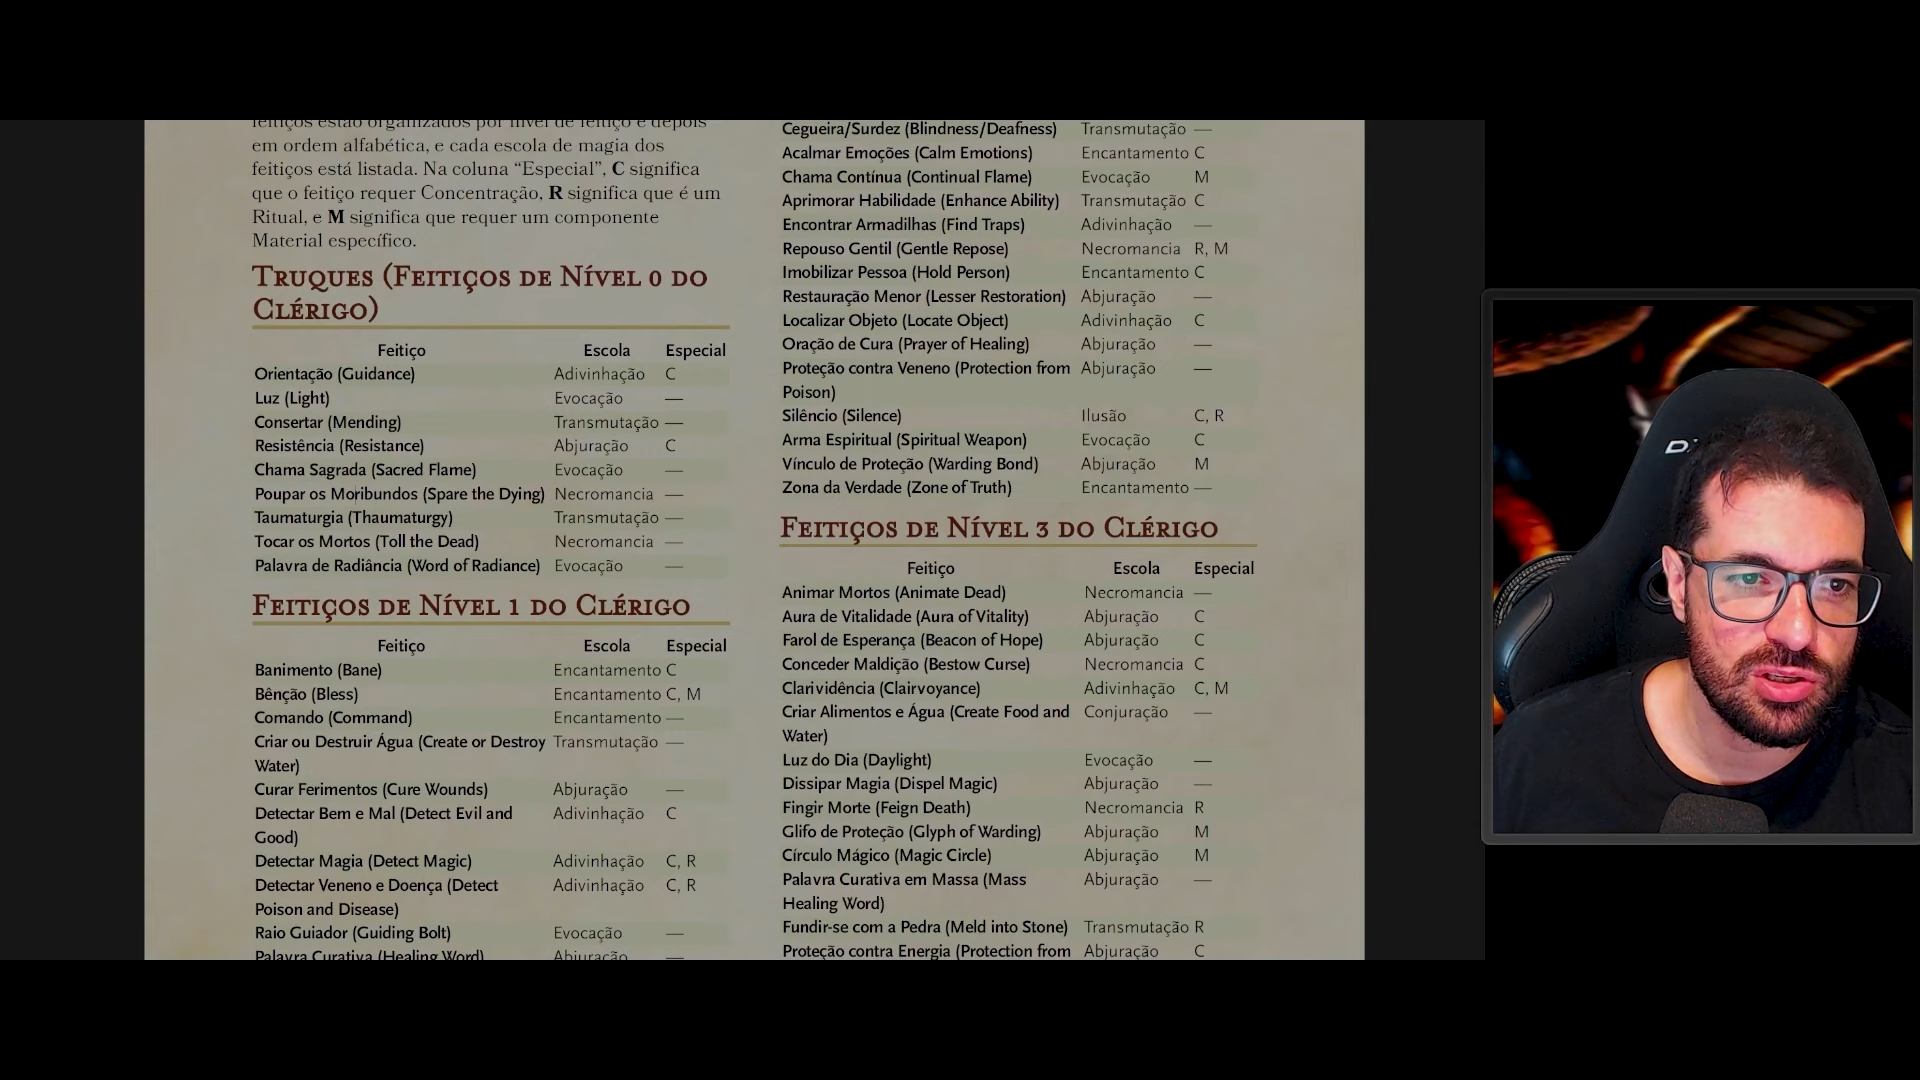 feitiços estão organizados por nível de feitiço e depois
em ordem alfabética, e cada escola de magia dos
feitiços está listada. Na coluna “Especial”, C significa
que o feitiço requer Concentração, R significa que é um
Ritual, e M significa que requer um componente
Material específico.
Truques (Feitiços de Nível 0 do
Clérigo)
Feitiço Escola Especial
Orientação (Guidance) Adivinhação C
Luz (Light) Evocação —
Consertar (Mending) Transmutação —
Resistência (Resistance) Abjuração C
Chama Sagrada (Sacred Flame) Evocação —
Poupar os Moribundos (Spare the Dying) Necromancia —
Taumaturgia (Thaumaturgy) Transmutação —
Tocar os Mortos (Toll the Dead) Necromancia —
Palavra de Radiância (Word of Radiance) Evocação —
Feitiços de Nível 1 do Clérigo
Feitiço Escola Especial
Banimento (Bane) Encantamento C
Bênção (Bless) Encantamento C, M
Comando (Command) Encantamento —
Criar ou Destruir Água (Create or Destroy Transmutação —
Water)
Curar Ferimentos (Cure Wounds) Abjuração —
Detectar Bem e Mal (Detect Evil and Adivinhação C
Good)
Detectar Magia (Detect Magic) Adivinhação C, R
Detectar Veneno e Doença (Detect Adivinhação C, R
Poison and Disease)
Raio Guiador (Guiding Bolt) Evocação —
Palavra Curativa (Healing Word) Abjuração —
Cegueira/Surdez (Blindness/Deafness) Transmutação —
Acalmar Emoções (Calm Emotions) Encantamento C
Chama Contínua (Continual Flame) Evocação M
Aprimorar Habilidade (Enhance Ability) Transmutação C
Encontrar Armadilhas (Find Traps) Adivinhação —
Repouso Gentil (Gentle Repose) Necromancia R, M
Imobilizar Pessoa (Hold Person) Encantamento C
Restauração Menor (Lesser Restoration) Abjuração —
Localizar Objeto (Locate Object) Adivinhação C
Oração de Cura (Prayer of Healing) Abjuração —
Proteção contra Veneno (Protection from Abjuração —
Poison)
Silêncio (Silence) Ilusão C, R
Arma Espiritual (Spiritual Weapon) Evocação C
Vínculo de Proteção (Warding Bond) Abjuração M
Zona da Verdade (Zone of Truth) Encantamento —
Feitiços de Nível 3 do Clérigo
Feitiço Escola Especial
Animar Mortos (Animate Dead) Necromancia —
Aura de Vitalidade (Aura of Vitality) Abjuração C
Farol de Esperança (Beacon of Hope) Abjuração C
Conceder Maldição (Bestow Curse) Necromancia C
Clarividência (Clairvoyance) Adivinhação C, M
Criar Alimentos e Água (Create Food and Conjuração —
Water)
Luz do Dia (Daylight) Evocação —
Dissipar Magia (Dispel Magic) Abjuração —
Fingir Morte (Feign Death) Necromancia R
Glifo de Proteção (Glyph of Warding) Abjuração M
Círculo Mágico (Magic Circle) Abjuração M
Palavra Curativa em Massa (Mass Abjuração —
Healing Word)
Fundir-se com a Pedra (Meld into Stone) Transmutação R
Proteção contra Energia (Protection from Abjuração C